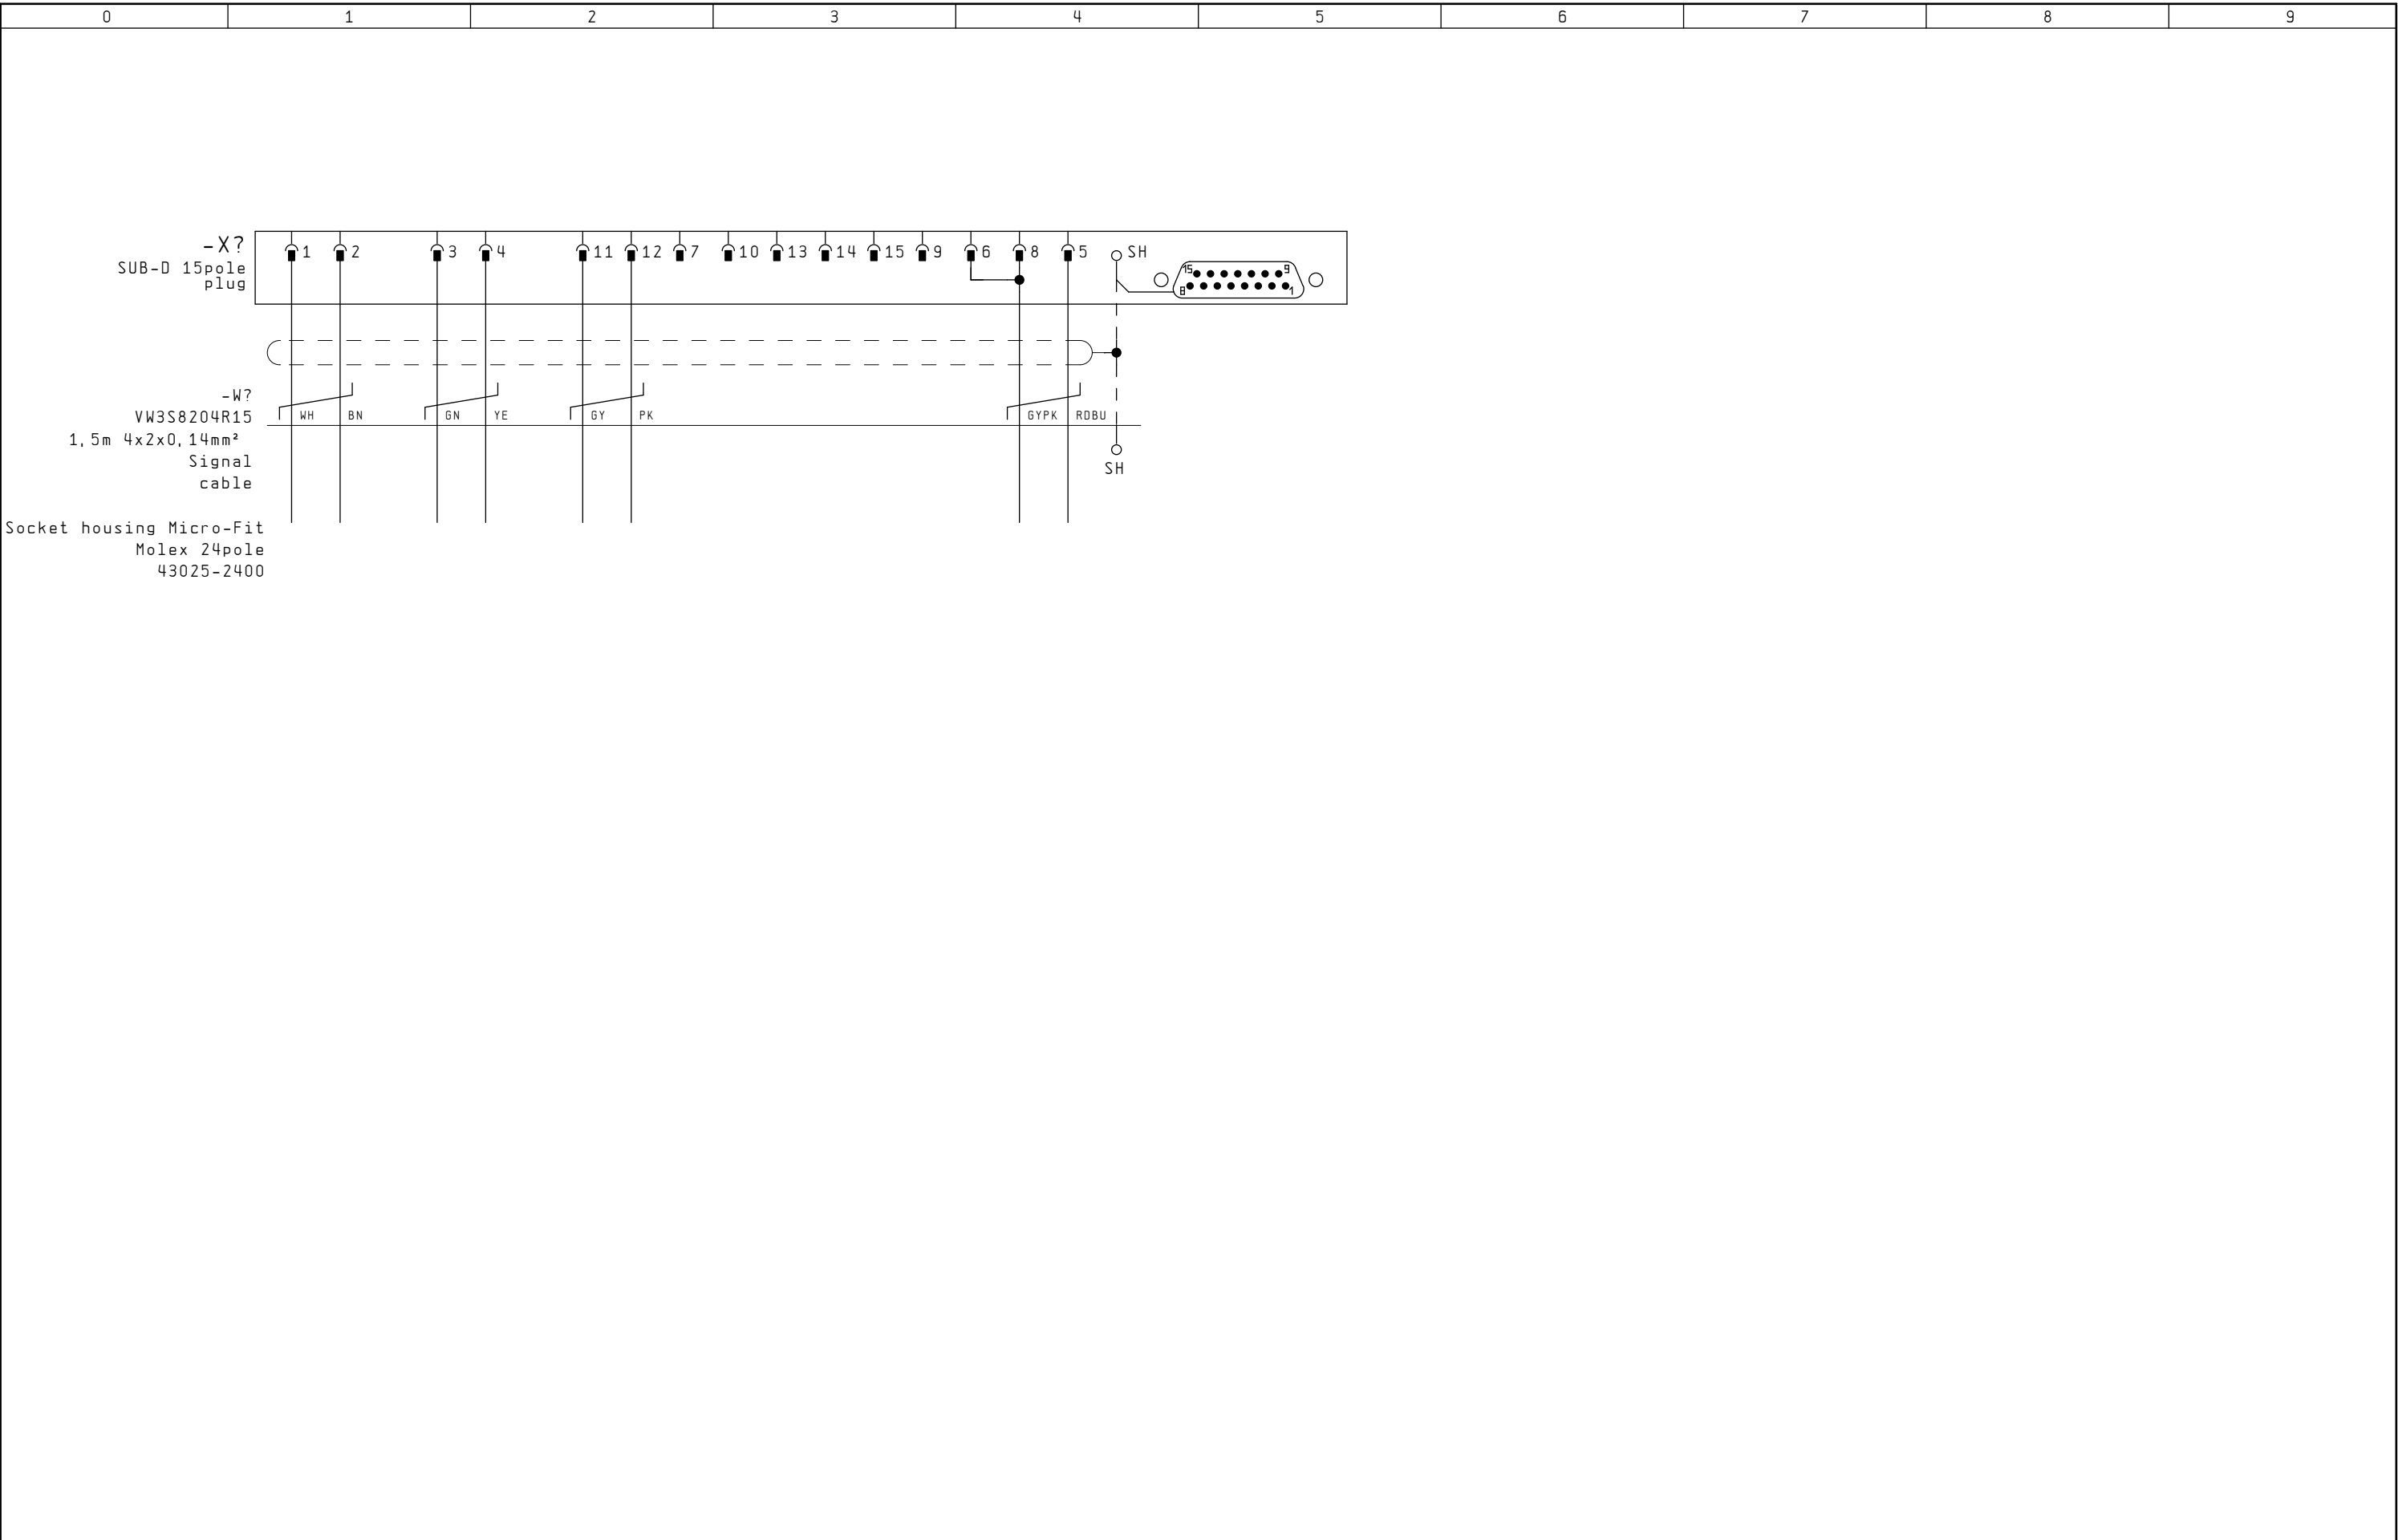 0 1 2 3 4 5 6 7 8 9
-X?
SUB-D 15pole
plug
1 2 3 4 11 12 7 10 13 14 15 9 6 8 5 SH
15 9
8 1
-W?
VW3S8204R15
1,5m 4x2x0,14mm²
Signal
cable
WH BN GN YE GY PK GYPK RDBU
SH
Socket housing Micro-Fit
Molex 24pole
43025-2400